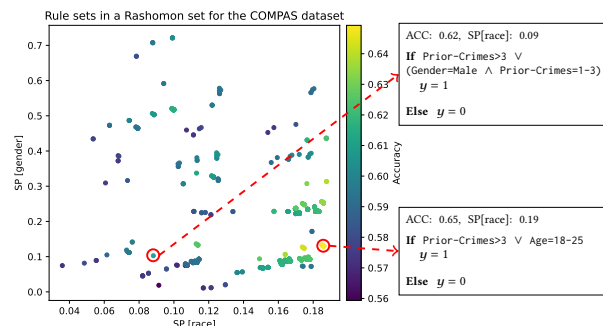 Rule sets in a Rashomon set for the COMPAS dataset
0.7
0.6
0.5
0.4
0.3
0.2
0.1
0.0
SP [gender]
0.04 0.06 0.08 0.10 0.12 0.14 0.16 0.18
SP [race]
0.64
0.63
0.62
0.61
0.60
0.59
0.58
0.57
0.56
Accuracy
ACC: 0.62, SP[race]: 0.09
If Prior-Crimes>3 ∨
(Gender=Male ∧ Prior-Crimes=1–3)
y = 1
Else y = 0
ACC: 0.65, SP[race]: 0.19
If Prior-Crimes>3 ∨ Age=18–25
y = 1
Else y = 0